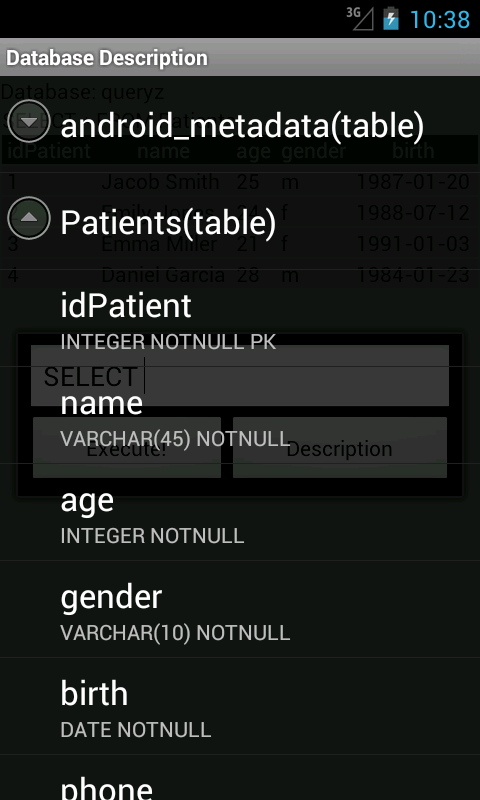 3G 10:38
Database Description
Database: queryz
android_metadata(table)
idPatient name age gender birth
1 Jacob Smith 25 m 1987-01-20
Patients(table)
f 1988-07-12
3 Emma Miller 21 f 1991-01-03
4 Daniel Garcia 28 m 1984-01-23
idPatient
INTEGER NOTNULL PK
SELECT
name
VARCHAR(45) NOTNULL
Execute! Description
age
INTEGER NOTNULL
gender
VARCHAR(10) NOTNULL
birth
DATE NOTNULL
phone